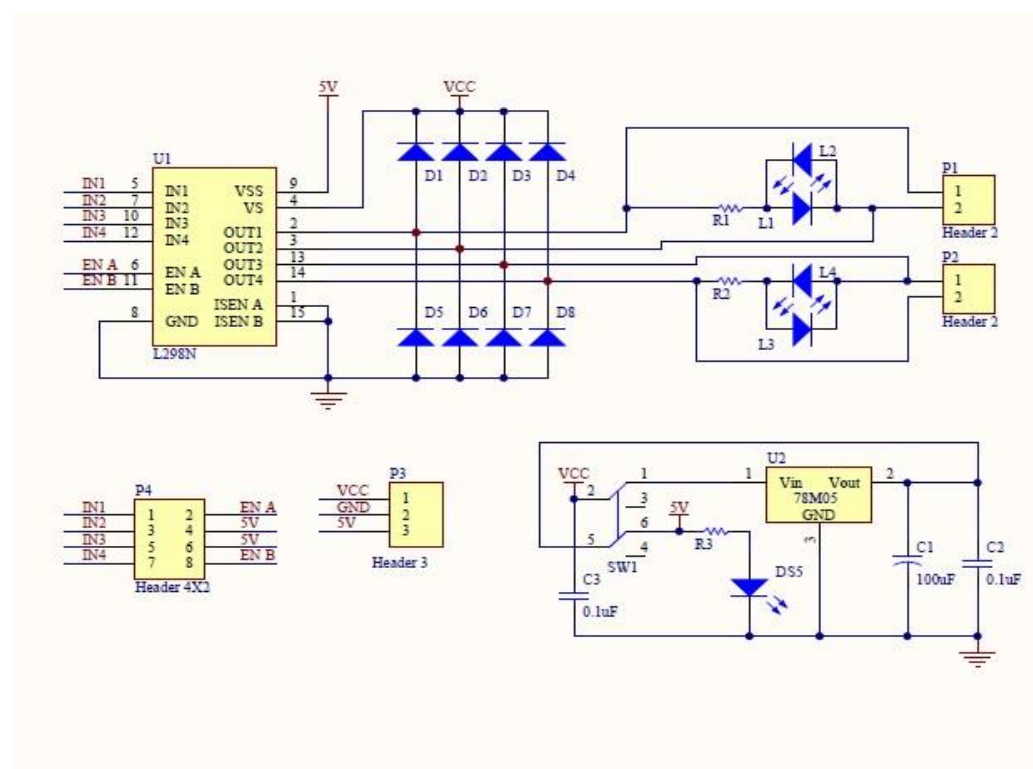 5V
VCC
U1
IN1 5 IN1 VSS 9
IN2 7 IN2 VS 4
IN3 10 IN3 OUT1 2
IN4 12 IN4 OUT2 3
OUT3 13
EN A 6 EN A OUT4 14
EN B 11 EN B
ISEN A 1
8 GND ISEN B 15
L298N
D1 D2 D3 D4
D5 D6 D7 D8
L2
R1
L1
P1
1
2
Header 2
L4
R2
L3
P2
1
2
Header 2
P4
IN1 1 2 EN A
IN2 3 4 5V
IN3 5 6 5V
IN4 7 8 EN B
Header 4X2
P3
VCC 1
GND 2
5V 3
Header 3
VCC
2
1
3
5V
6
5
4
SW1
R3
DS5
C3
0.1uF
U2
1 Vin Vout 2
78M05
GND
3
C1
100uF
C2
0.1uF